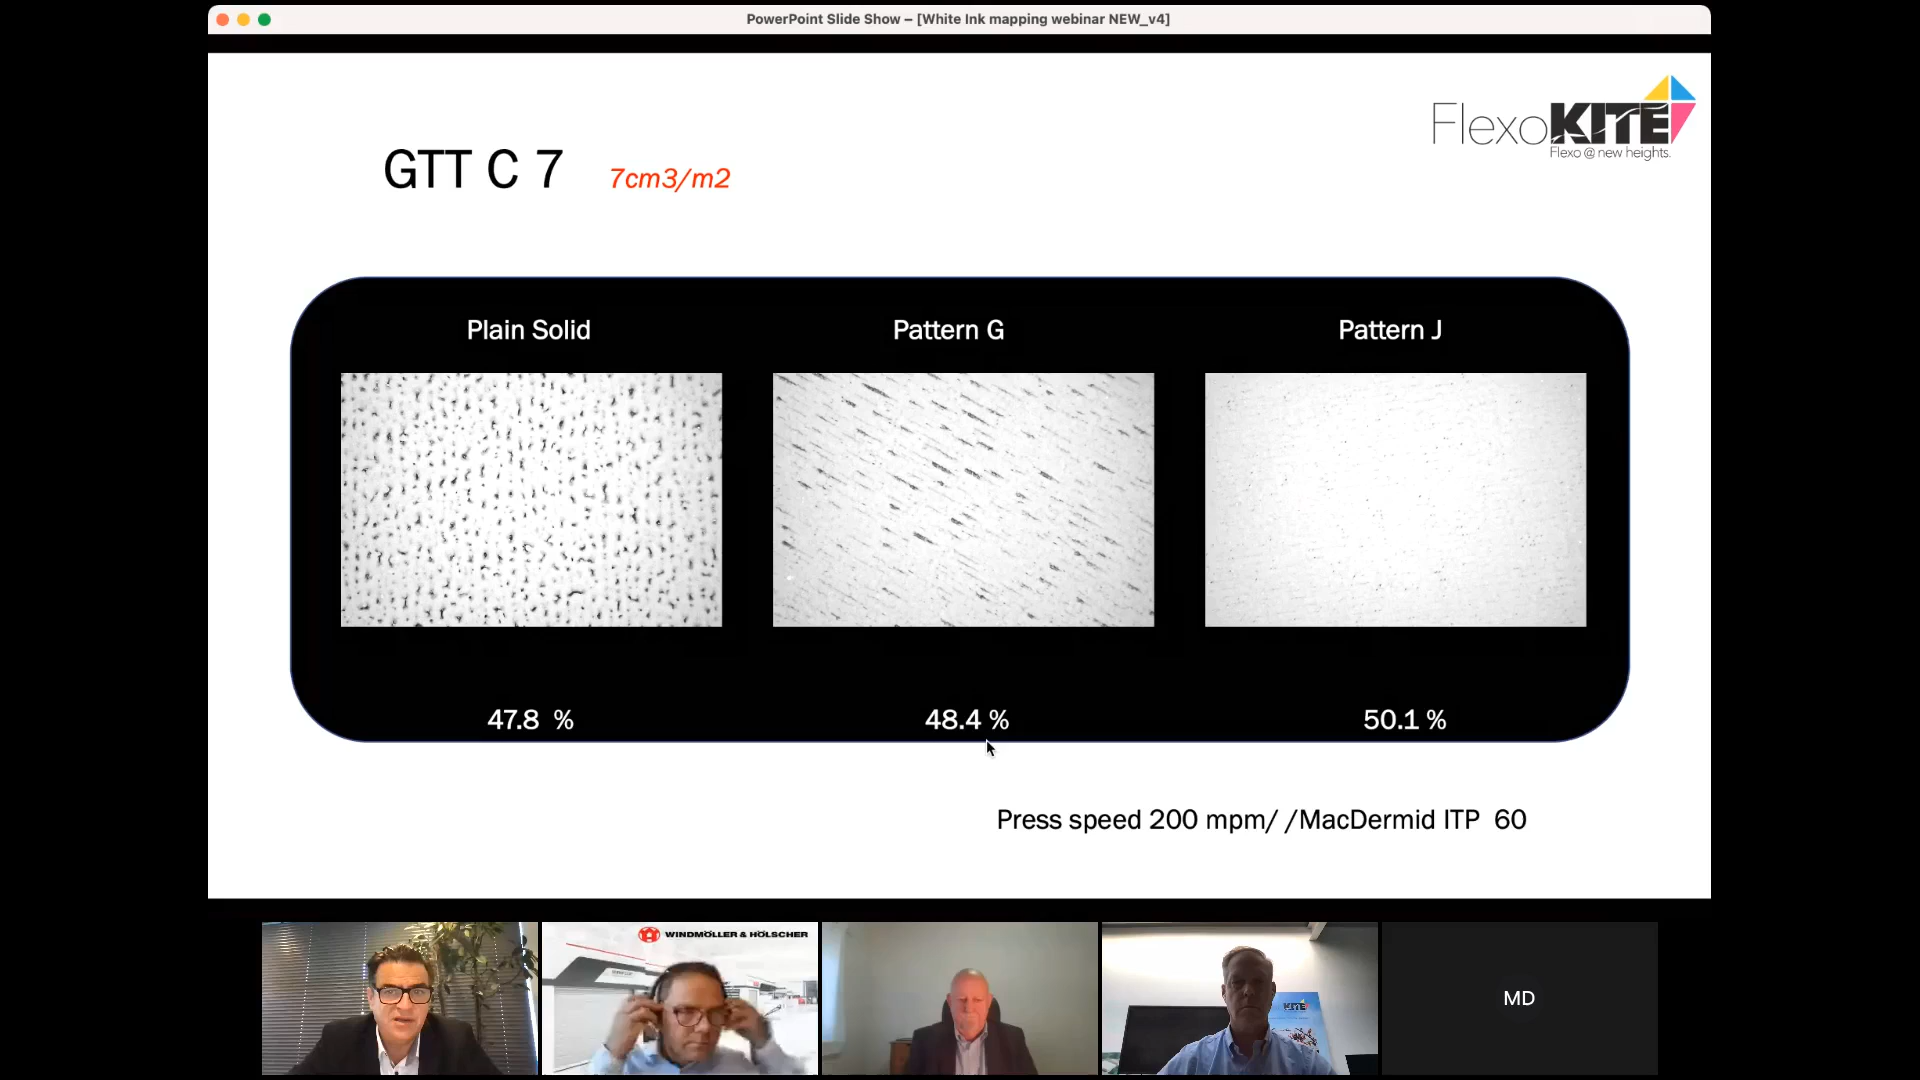 PowerPoint Slide Show – [White Ink mapping webinar NEW_v4]
FlexoKITE
Flexo @ new heights.
GTT C 7 7cm3/m2
Plain Solid Pattern G Pattern J
47.8 % 48.4 % 50.1 %
Press speed 200 mpm/ /MacDermid ITP 60
WINDMÖLLER & HÖLSCHER
KITE
MD